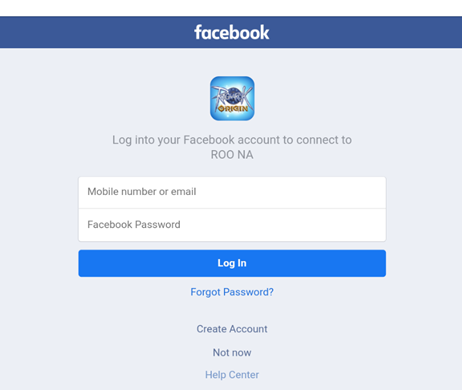 facebook
ORIGIN
Log into your Facebook account to connect to
ROO NA
Mobile number or email
Facebook Password
Log In
Forgot Password?
Create Account
Not now
Help Center